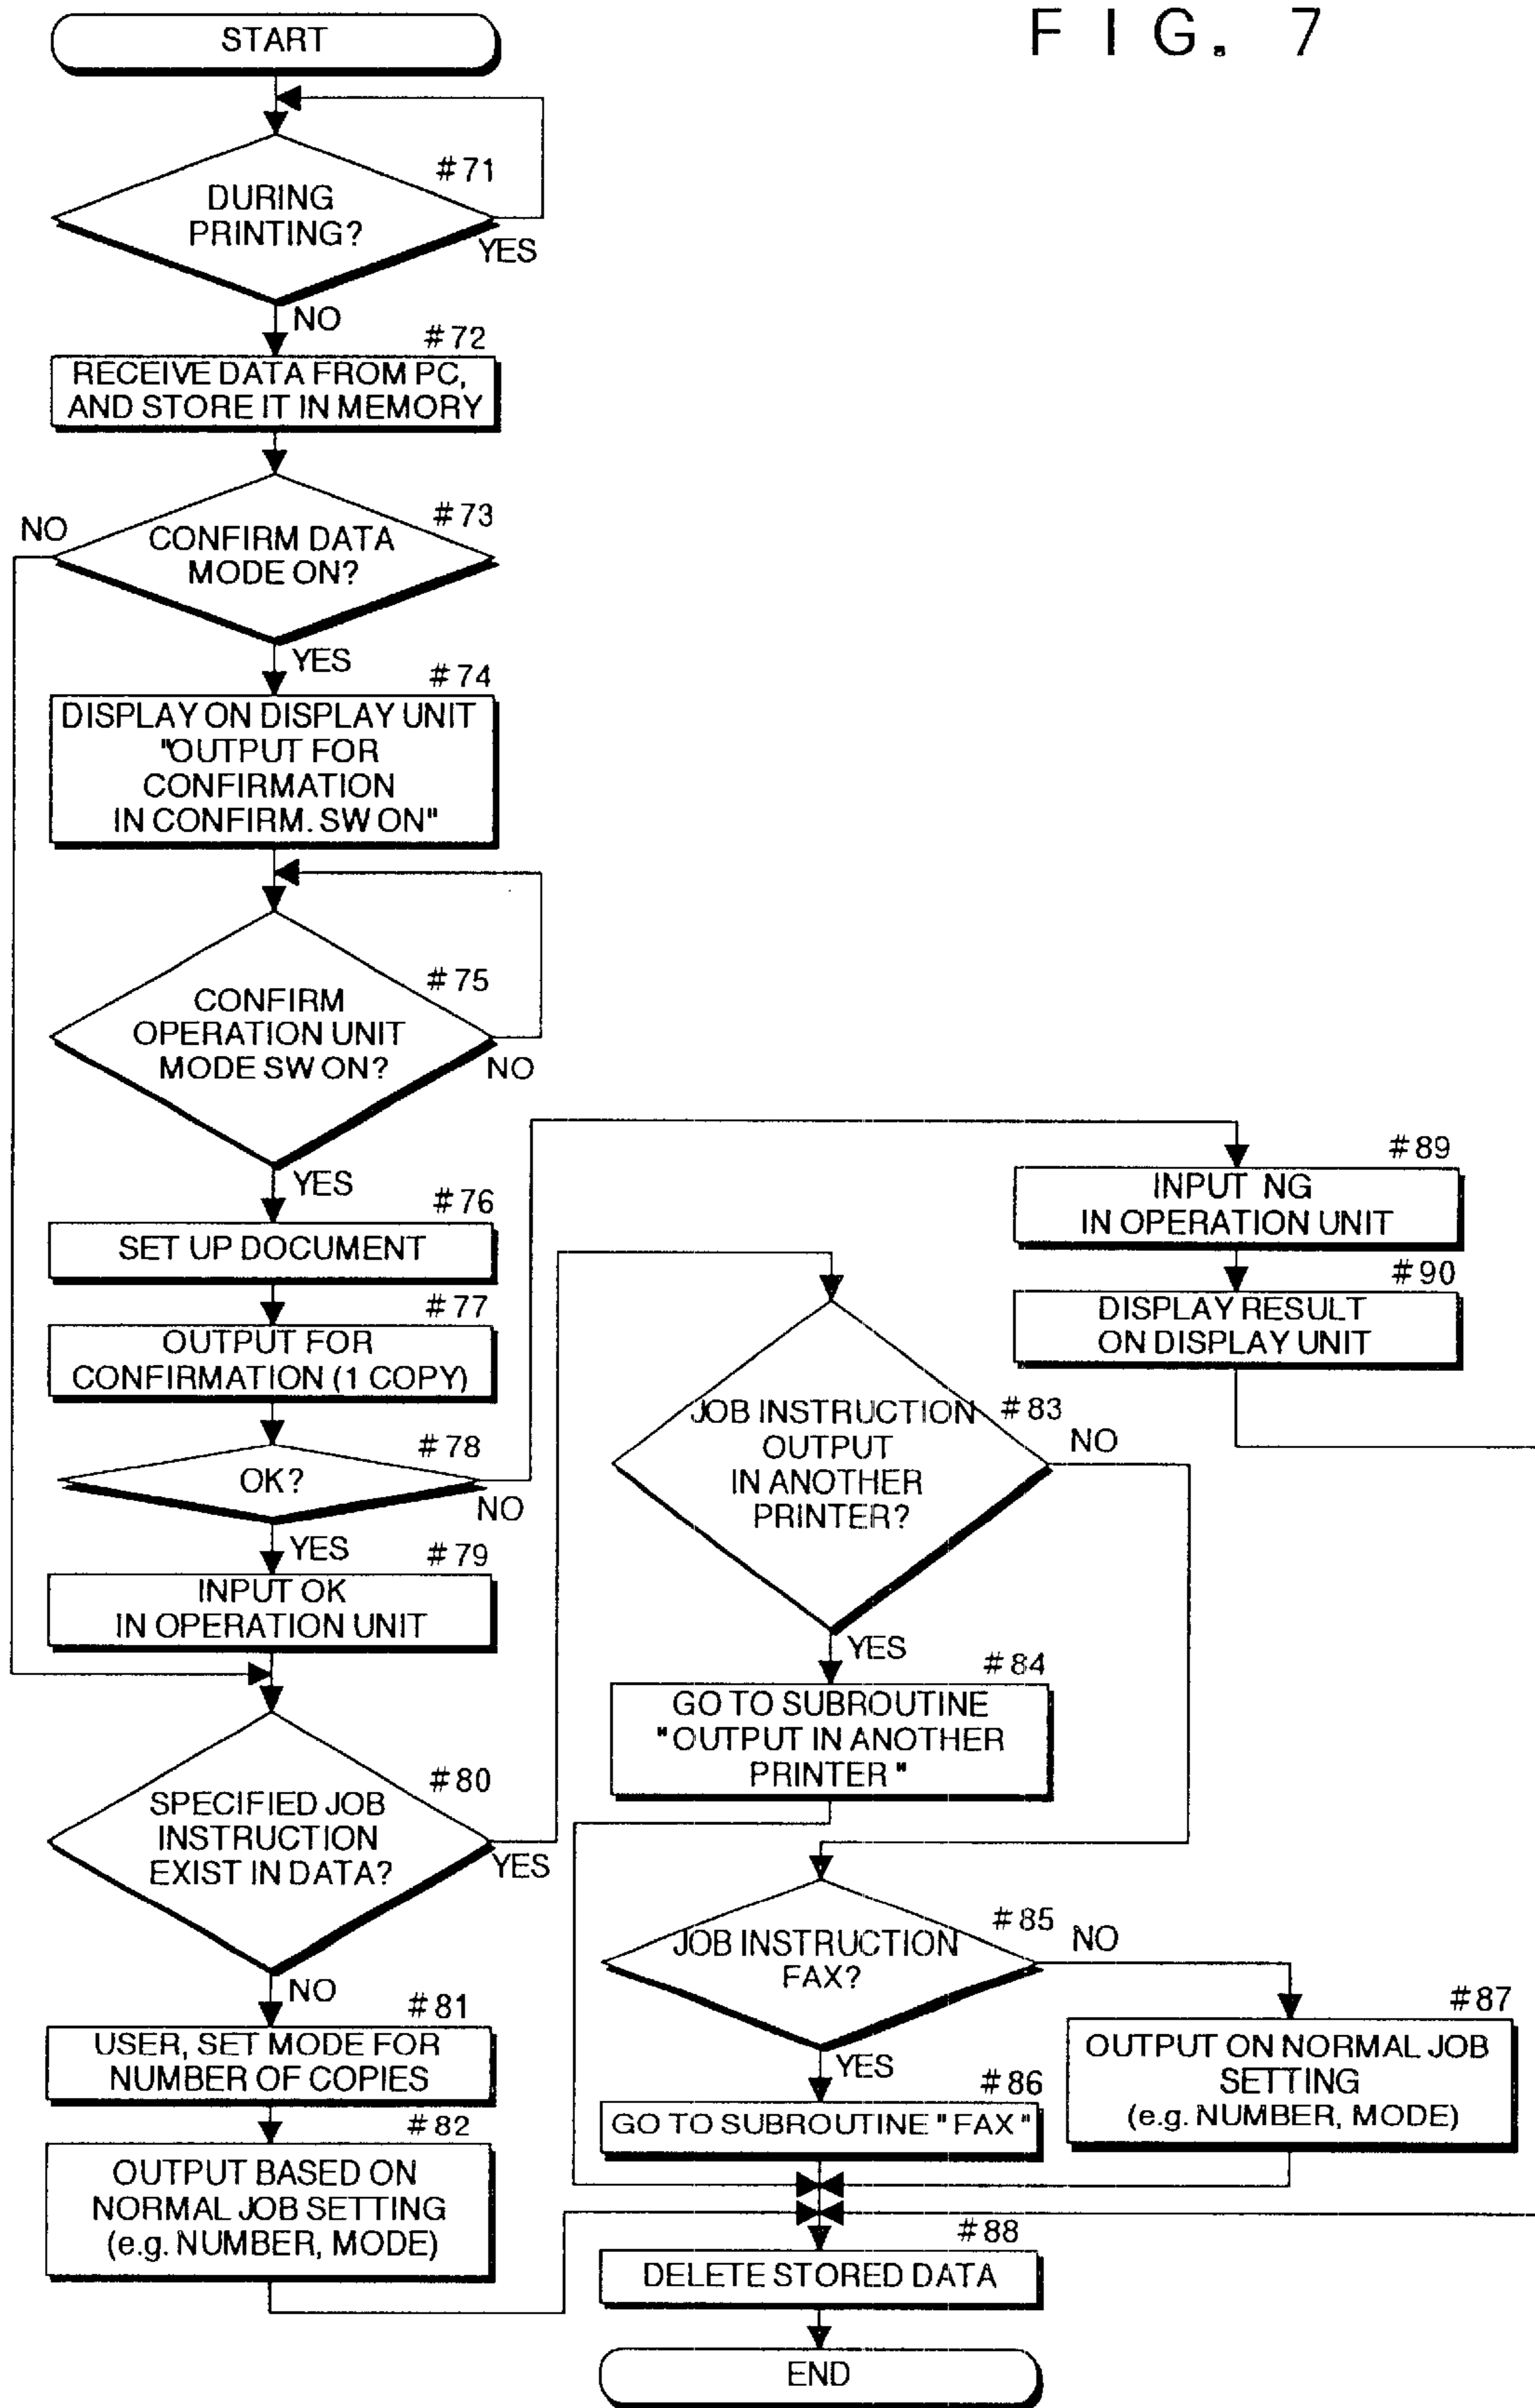 F I G. 7
START
#71
DURING
PRINTING?
YES
NO
#72
RECEIVE DATA FROM PC,
AND STORE IT IN MEMORY
#73
NO
CONFIRM DATA
MODE ON?
YES
#74
DISPLAY ON DISPLAY UNIT
"OUTPUT FOR
CONFIRMATION
IN CONFIRM. SW ON"
#75
CONFIRM
OPERATION UNIT
MODE SW ON?
NO
YES
#76
SET UP DOCUMENT
#77
OUTPUT FOR
CONFIRMATION (1 COPY)
#78
OK?
NO
YES
#79
INPUT OK
IN OPERATION UNIT
#80
SPECIFIED JOB
INSTRUCTION
EXIST IN DATA?
YES
NO
#81
USER, SET MODE FOR
NUMBER OF COPIES
#82
OUTPUT BASED ON
NORMAL JOB SETTING
(e.g. NUMBER, MODE)
#83
JOB INSTRUCTION
OUTPUT
IN ANOTHER
PRINTER?
NO
YES
#84
GO TO SUBROUTINE
"OUTPUT IN ANOTHER
PRINTER"
#85
JOB INSTRUCTION
FAX?
NO
YES
#86
GO TO SUBROUTINE "FAX"
#87
OUTPUT ON NORMAL JOB
SETTING
(e.g. NUMBER, MODE)
#88
DELETE STORED DATA
END
#89
INPUT NG
IN OPERATION UNIT
#90
DISPLAY RESULT
ON DISPLAY UNIT